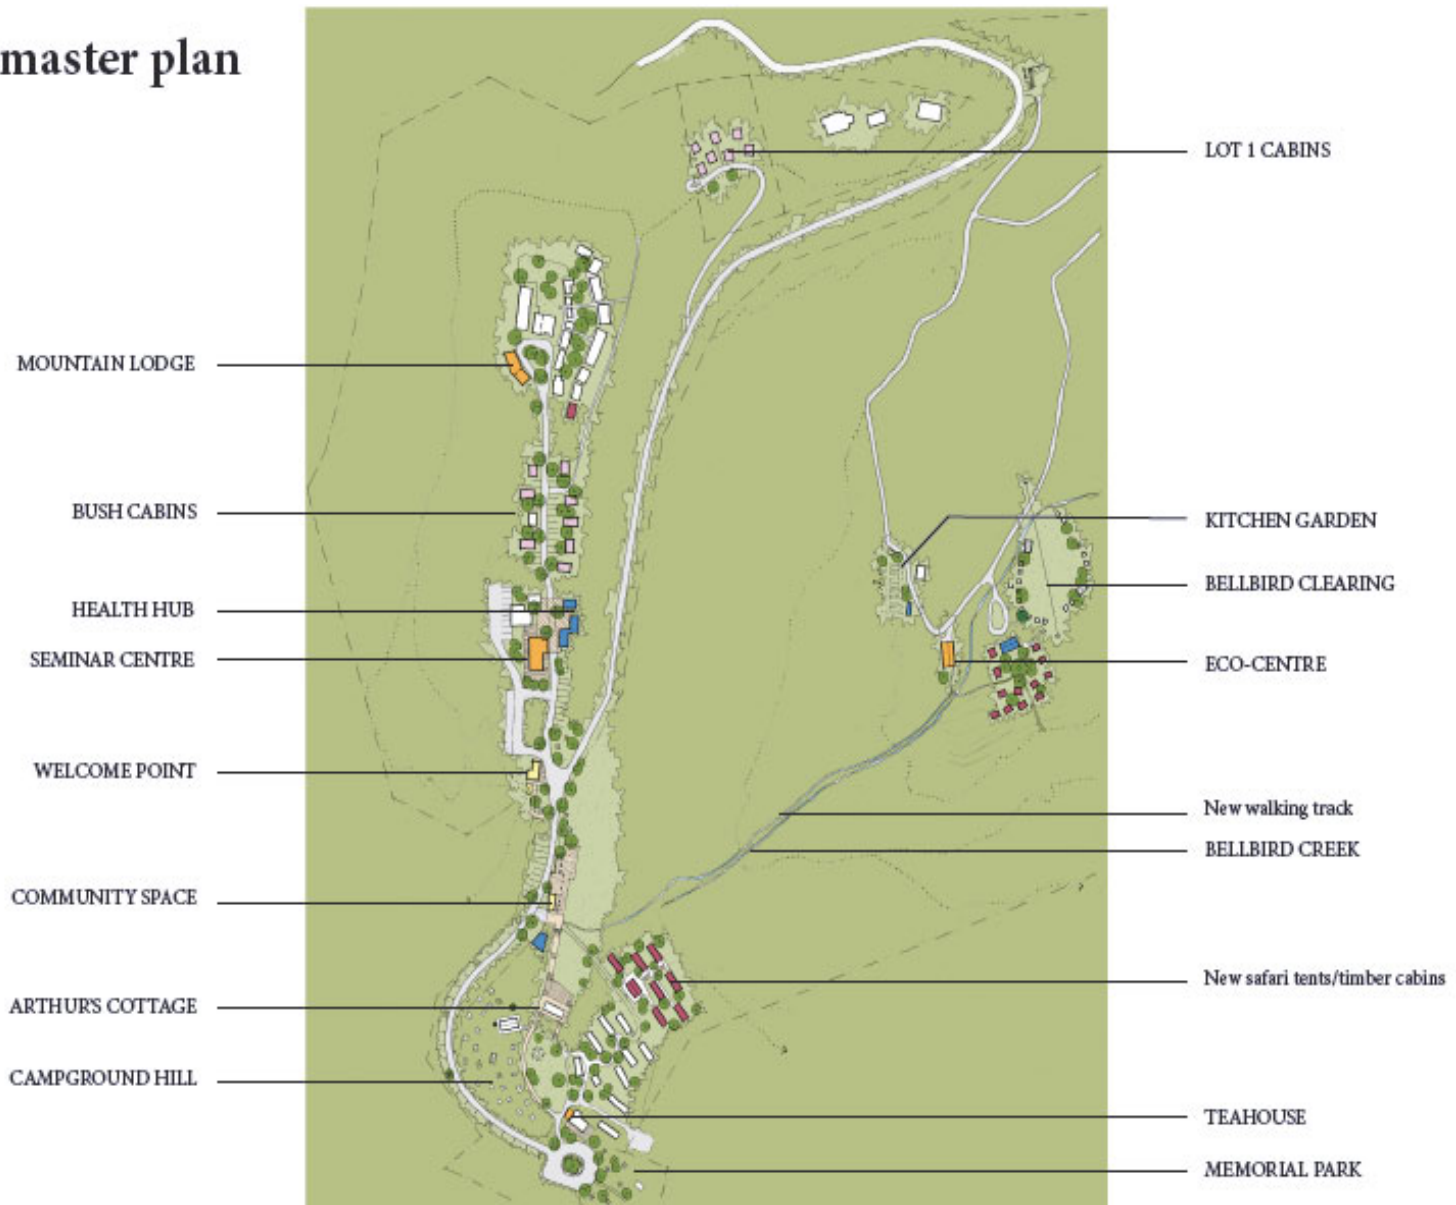 master plan
LOT 1 CABINS
MOUNTAIN LODGE
BUSH CABINS
KITCHEN GARDEN
BELLBIRD CLEARING
HEALTH HUB
SEMINAR CENTRE
ECO-CENTRE
WELCOME POINT
New walking track
BELLBIRD CREEK
COMMUNITY SPACE
New safari tents/timber cabins
ARTHUR'S COTTAGE
CAMPGROUND HILL
TEAHOUSE
MEMORIAL PARK